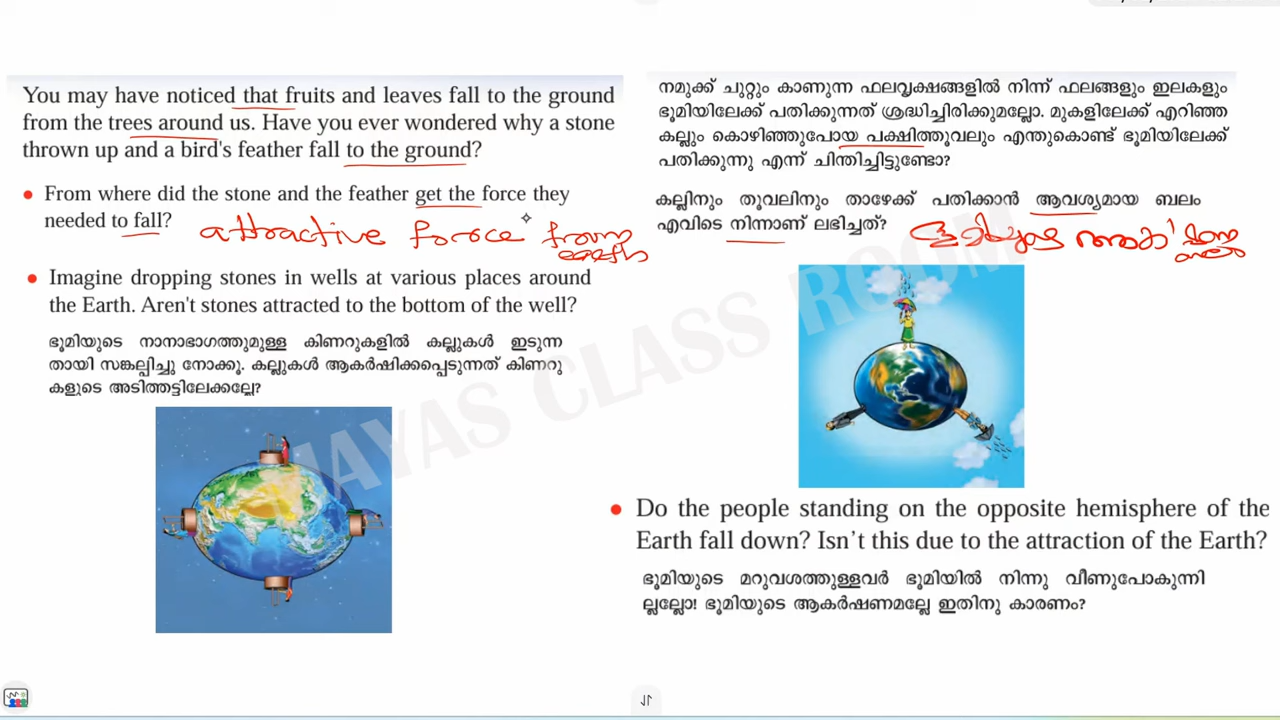 You may have noticed that fruits and leaves fall to the ground
from the trees around us. Have you ever wondered why a stone
thrown up and a bird's feather fall to the ground?
• From where did the stone and the feather get the force they
needed to fall?
attractive force from
earth
• Imagine dropping stones in wells at various places around
the Earth. Aren't stones attracted to the bottom of the well?
ഭൂമിയുടെ നാനാഭാഗത്തുമുള്ള കിണറുകളിൽ കല്ലുകൾ ഇടുന്ന
തായി സങ്കല്പിച്ചു നോക്കൂ. കല്ലുകൾ ആകർഷിക്കപ്പെടുന്നത് കിണറു
കളുടെ അടിത്തട്ടിലേക്കല്ലേ?
നമുക്ക് ചുറ്റും കാണുന്ന ഫലവൃക്ഷങ്ങളിൽ നിന്ന് ഫലങ്ങളും ഇലകളും
ഭൂമിയിലേക്ക് പതിക്കുന്നത് ശ്രദ്ധിച്ചിരിക്കുമല്ലോ. മുകളിലേക്ക് എറിഞ്ഞ
കല്ലും കൊഴിഞ്ഞുപോയ പക്ഷിത്തൂവലും എന്തുകൊണ്ട് ഭൂമിയിലേക്ക്
പതിക്കുന്നു എന്ന് ചിന്തിച്ചിട്ടുണ്ടോ?
കല്ലിനും തൂവലിനും താഴേക്ക് പതിക്കാൻ ആവശ്യമായ ബലം
എവിടെ നിന്നാണ് ലഭിച്ചത്?
ഭൂമിയുടെ
• Do the people standing on the opposite hemisphere of the
Earth fall down? Isn't this due to the attraction of the Earth?
ഭൂമിയുടെ മറുവശത്തുള്ളവർ ഭൂമിയിൽ നിന്നു വീണുപോകുന്നി
ല്ലല്ലോ! ഭൂമിയുടെ ആകർഷണമല്ലേ ഇതിനു കാരണം?
JAYAS CLASS ROOM